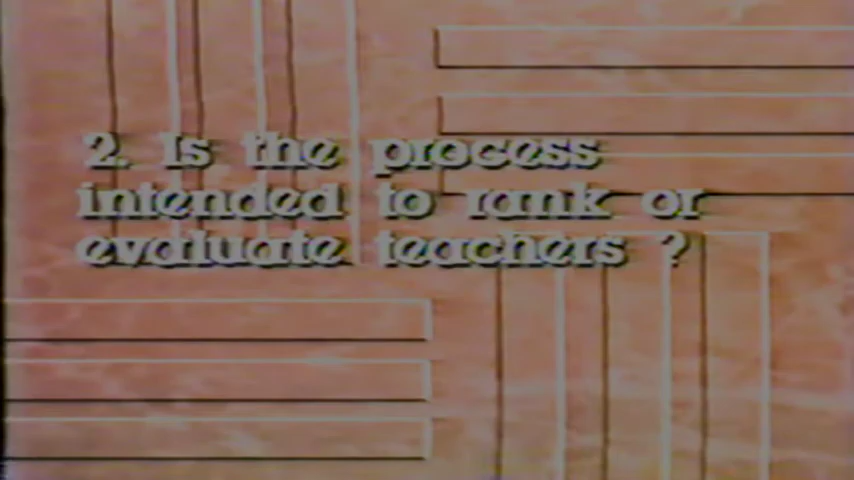 2. Is the process
intended to rank or
evaluate teachers ?